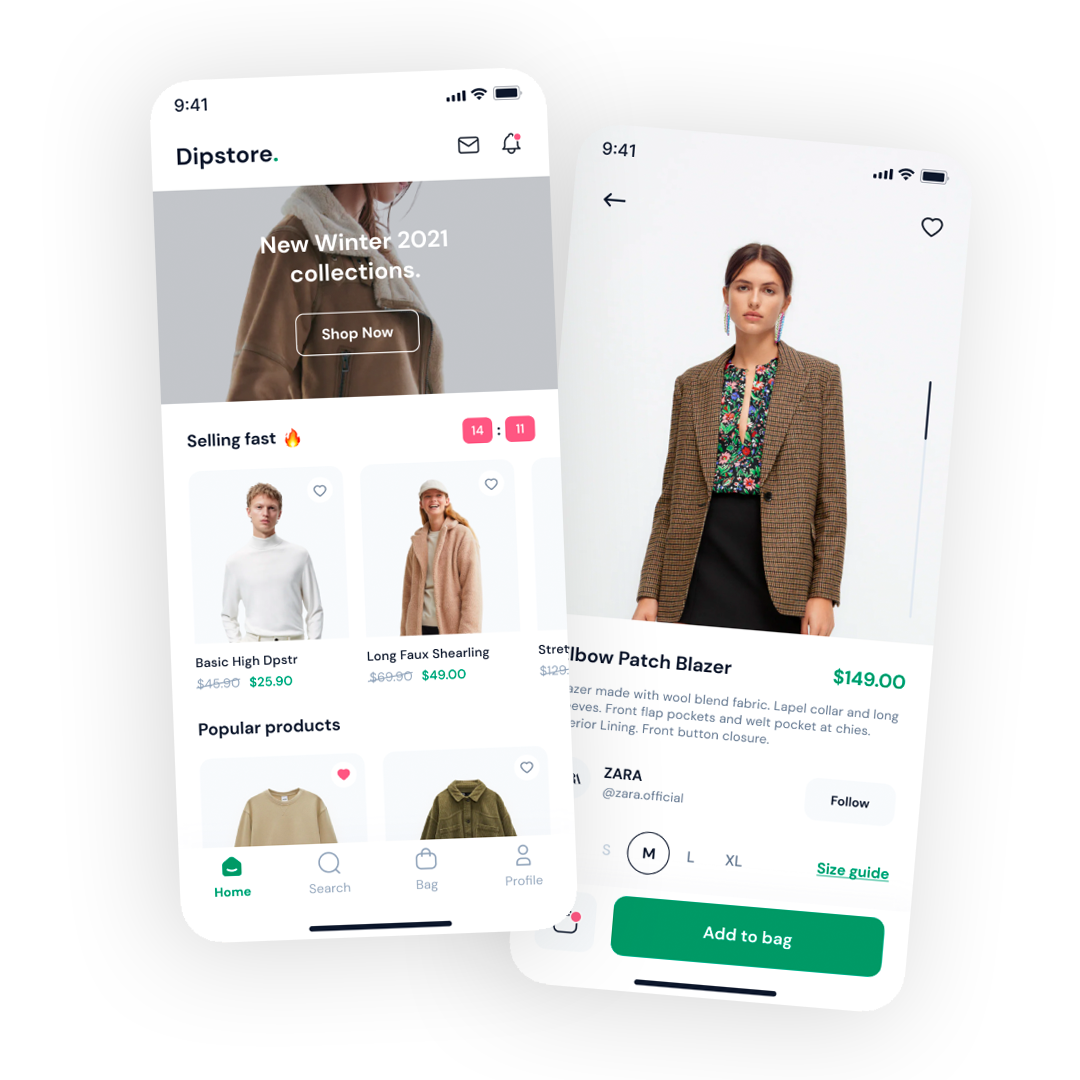 9:41
Dipstore.
New Winter 2021
collections.
Shop Now
Selling fast 🔥
14 : 11
Basic High Dpstr
$45.90 $25.90
Long Faux Shearling
$69.90 $49.00
Stret
$129.
Popular products
Home
Search
Bag
Profile
9:41
lbow Patch Blazer
$149.00
azer made with wool blend fabric. Lapel collar and long
eeves. Front flap pockets and welt pocket at chies.
erior Lining. Front button closure.
ZARA
@zara.official
Follow
S M L XL
Size guide
Add to bag